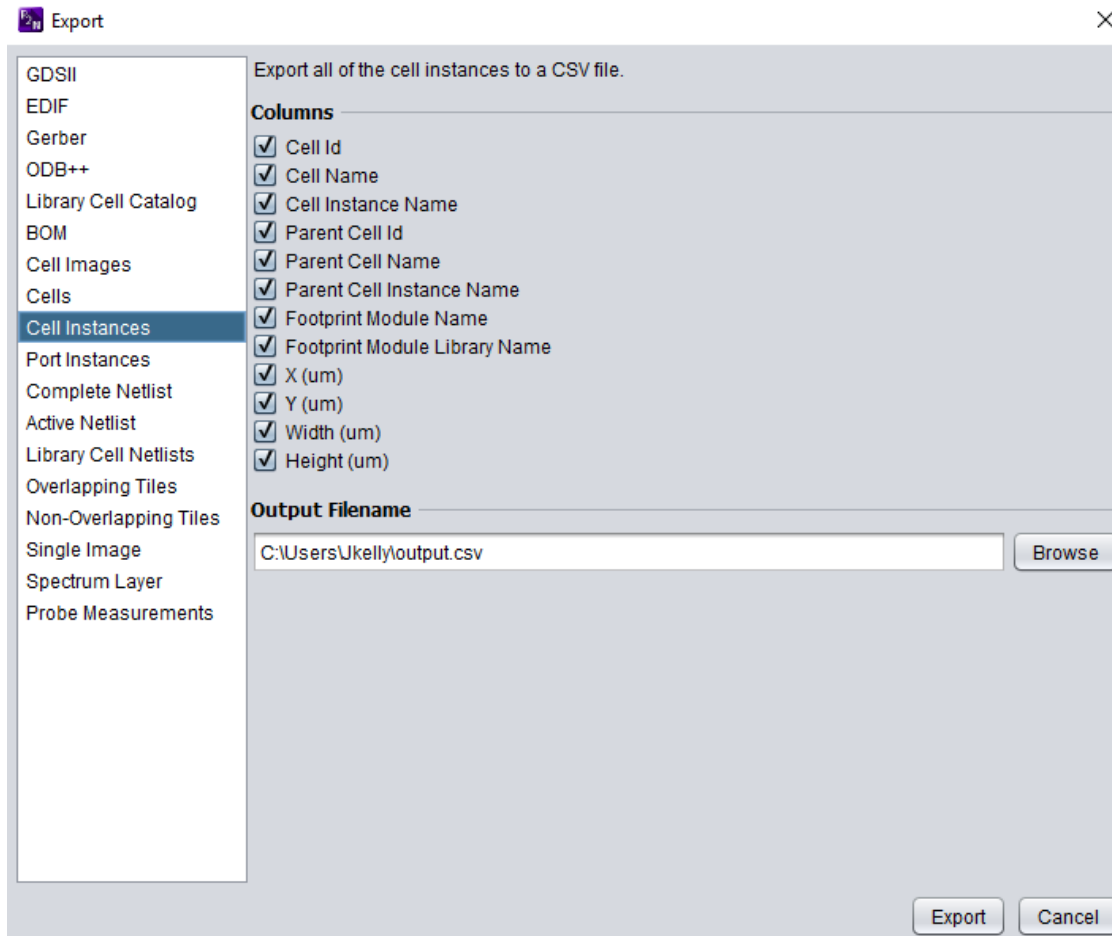 Export
GDSII
EDIF
Gerber
ODB++
Library Cell Catalog
BOM
Cell Images
Cells
Cell Instances
Port Instances
Complete Netlist
Active Netlist
Library Cell Netlists
Overlapping Tiles
Non-Overlapping Tiles
Single Image
Spectrum Layer
Probe Measurements
Export all of the cell instances to a CSV file.
Columns
Cell Id
Cell Name
Cell Instance Name
Parent Cell Id
Parent Cell Name
Parent Cell Instance Name
Footprint Module Name
Footprint Module Library Name
X (um)
Y (um)
Width (um)
Height (um)
Output Filename
C:\Users\Jkelly\output.csv
Browse
Export
Cancel